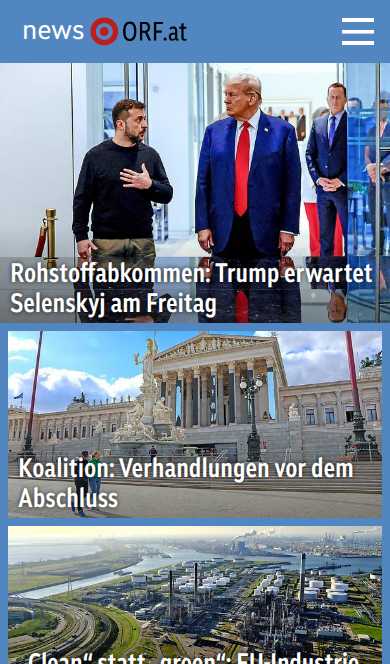 news ORF.at
Rohstoffabkommen: Trump erwartet
Selenskyj am Freitag
Koalition: Verhandlungen vor dem
Abschluss
„Clean“ statt „green“: EU-Industrie